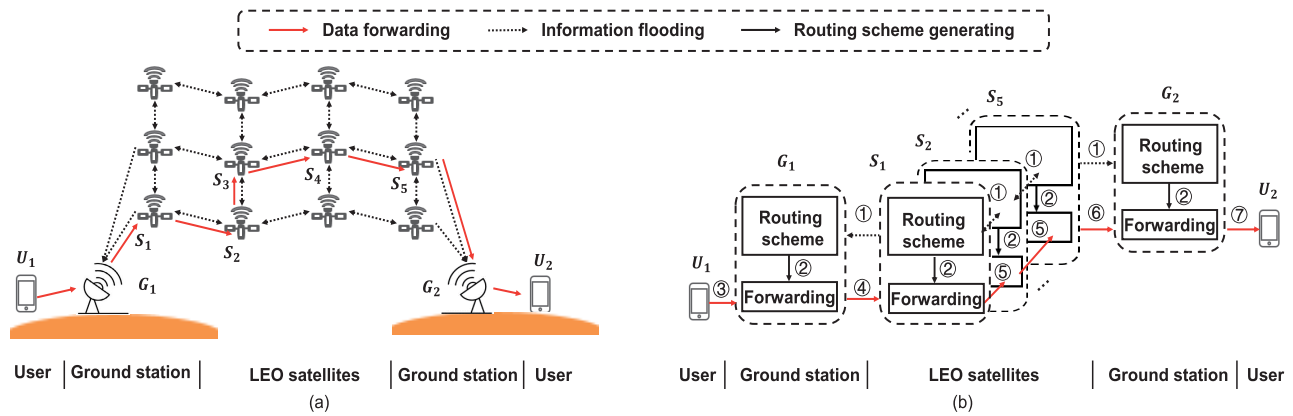 Data forwarding
Information flooding
Routing scheme generating
S3
S4
S5
S1
S2
U1
G1
G2
U2
User
Ground station
LEO satellites
Ground station
User
(a)
S5
G2
S2
G1
S1
①
①
①
①
Routing
scheme
Routing
scheme
Routing
scheme
②
②
②
②
②
U2
U1
③
Forwarding
④
Forwarding
⑤
⑤
⑥
Forwarding
⑦
User
Ground station
LEO satellites
Ground station
User
(b)